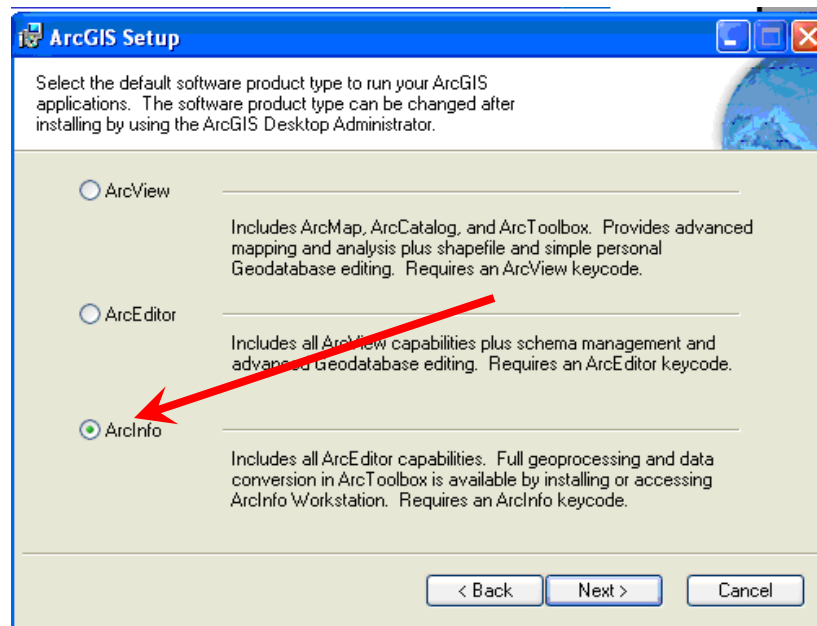 ArcGIS Setup
Select the default software product type to run your ArcGIS
applications. The software product type can be changed after
installing by using the ArcGIS Desktop Administrator.
ArcView
Includes ArcMap, ArcCatalog, and ArcToolbox. Provides advanced
mapping and analysis plus shapefile and simple personal
Geodatabase editing. Requires an ArcView keycode.
ArcEditor
Includes all ArcView capabilities plus schema management and
advanced Geodatabase editing. Requires an ArcEditor keycode.
ArcInfo
Includes all ArcEditor capabilities. Full geoprocessing and data
conversion in ArcToolbox is available by installing or accessing
ArcInfo Workstation. Requires an ArcInfo keycode.
< Back Next > Cancel